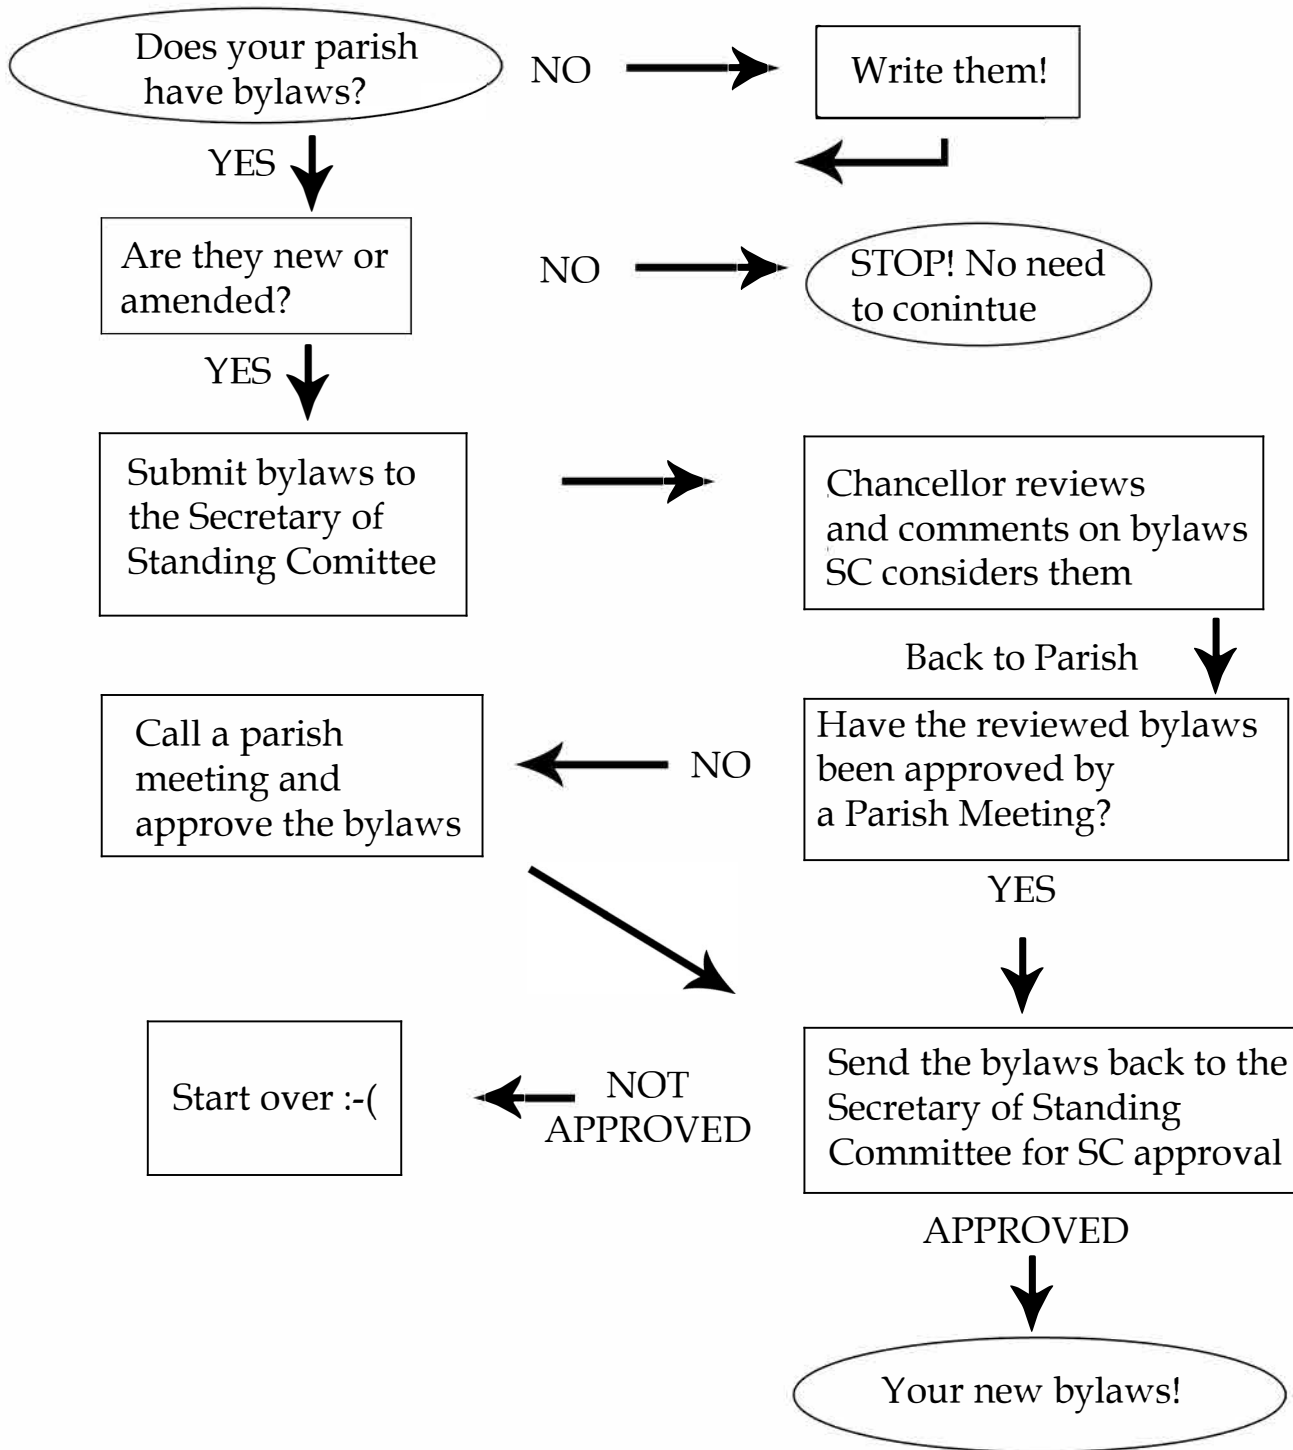 Does your parish
have bylaws?
NO
Write them!
YES
Are they new or
amended?
NO
STOP! No need
to conintue
YES
Submit bylaws to
the Secretary of
Standing Comittee
Chancellor reviews
and comments on bylaws
SC considers them
Back to Parish
Have the reviewed bylaws
been approved by
a Parish Meeting?
NO
Call a parish
meeting and
approve the bylaws
YES
Send the bylaws back to the
Secretary of Standing
Committee for SC approval
NOT
APPROVED
Start over :-(
APPROVED
Your new bylaws!